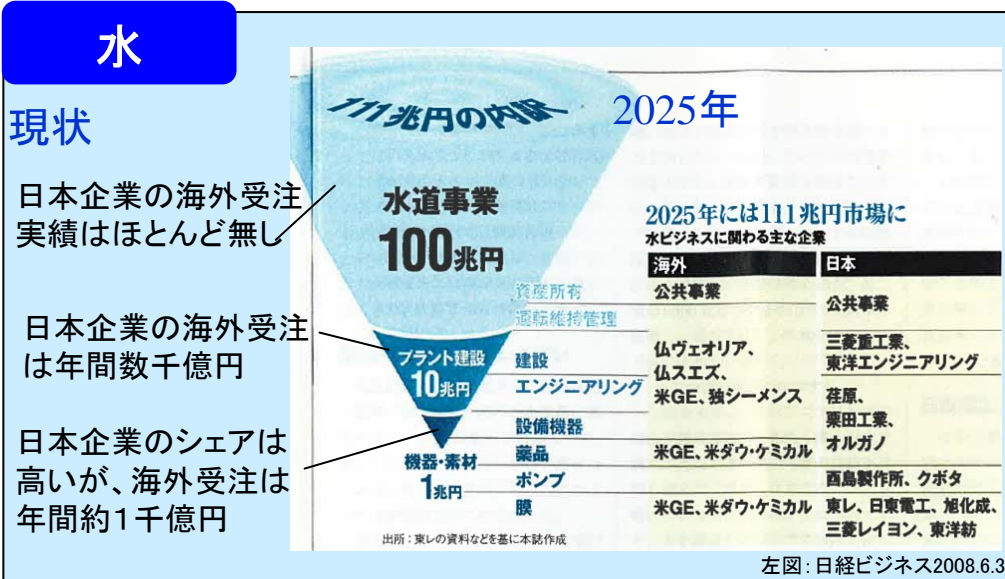 水
現状
日本企業の海外受注
実績はほとんど無し
日本企業の海外受注
は年間数千億円
日本企業のシェアは
高いが、海外受注は
年間約1千億円
111兆円の内訳
2025年
水道事業
100兆円
プラント建設
10兆円
機器・素材
1兆円
資産所有
運転維持管理
建設
エンジニアリング
設備機器
薬品
ポンプ
膜
2025年には111兆円市場に
水ビジネスに関わる主な企業
海外
日本
公共事業
公共事業
仏ヴェオリア、
仏スエズ、
米GE、独シーメンス
三菱重工業、
東洋エンジニアリング
荏原、
栗田工業、
オルガノ
米GE、米ダウ・ケミカル
酉島製作所、クボタ
米GE、米ダウ・ケミカル
東レ、日東電工、旭化成、
三菱レイヨン、東洋紡
出所：東レの資料などを基に本誌作成
左図：日経ビジネス2008.6.3